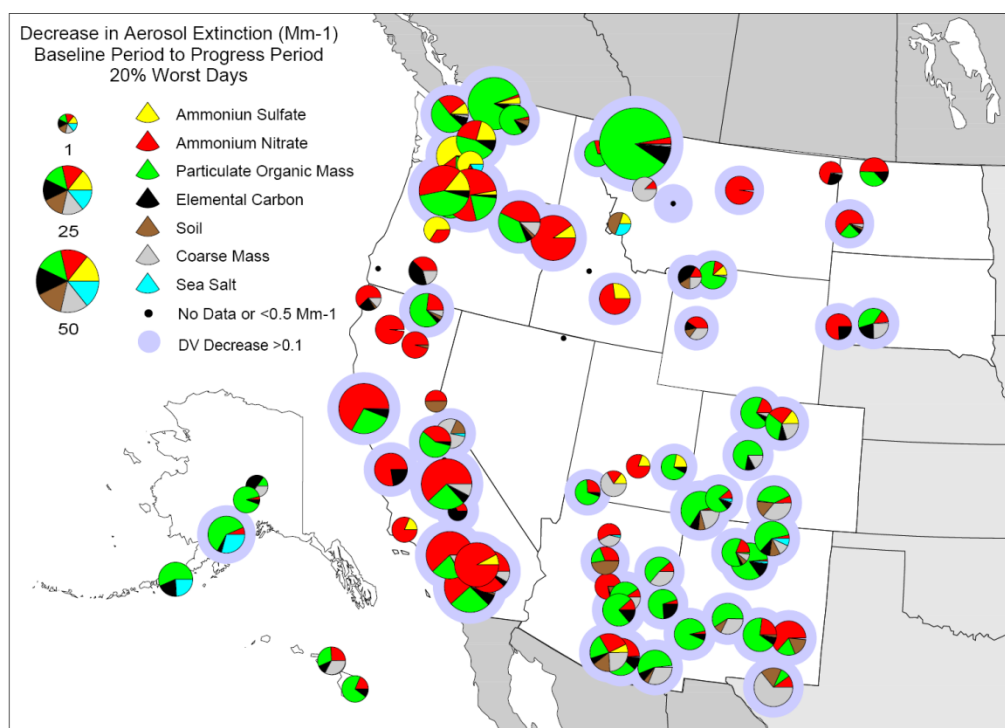 Decrease in Aerosol Extinction (Mm-1)
Baseline Period to Progress Period
20% Worst Days
1
25
50
Ammoniun Sulfate
Ammoniun Nitrate
Particulate Organic Mass
Elemental Carbon
Soil
Coarse Mass
Sea Salt
No Data or <0.5 Mm-1
DV Decrease >0.1